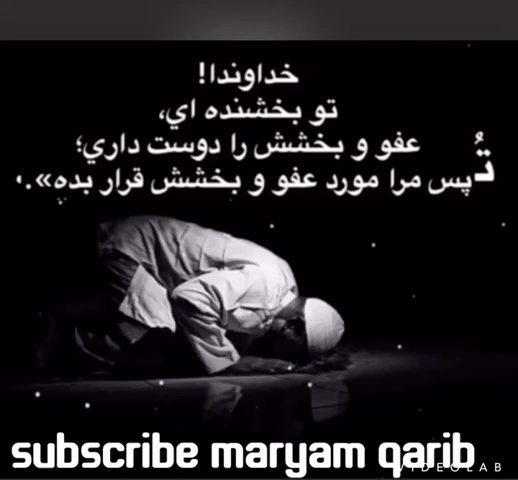 خداوندا!
تو بخشنده اي،
عفو و بخشش را دوست داري؛
پس مرا مورد عفو و بخشش قرار بده».
subscribe maryam qarib
VIDEOLAB